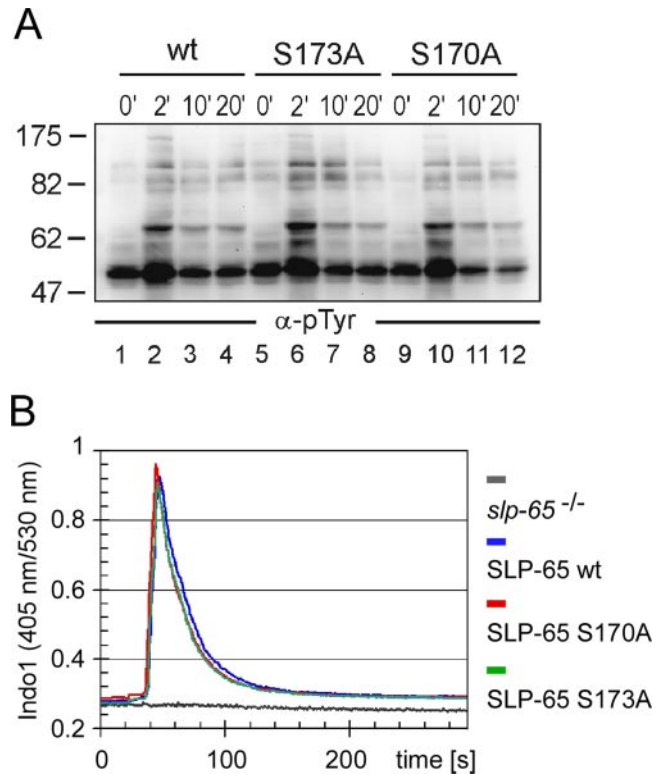 A
wt S173A S170A
0' 2' 10' 20' 0' 2' 10' 20' 0' 2' 10' 20'
175
82
62
47
α-pTyr
1 2 3 4 5 6 7 8 9 10 11 12
B
Indo1 (405 nm/530 nm)
1
0.8
0.6
0.4
0.2
0 100 200 time [s]
slp-65 -/-
SLP-65 wt
SLP-65 S170A
SLP-65 S173A